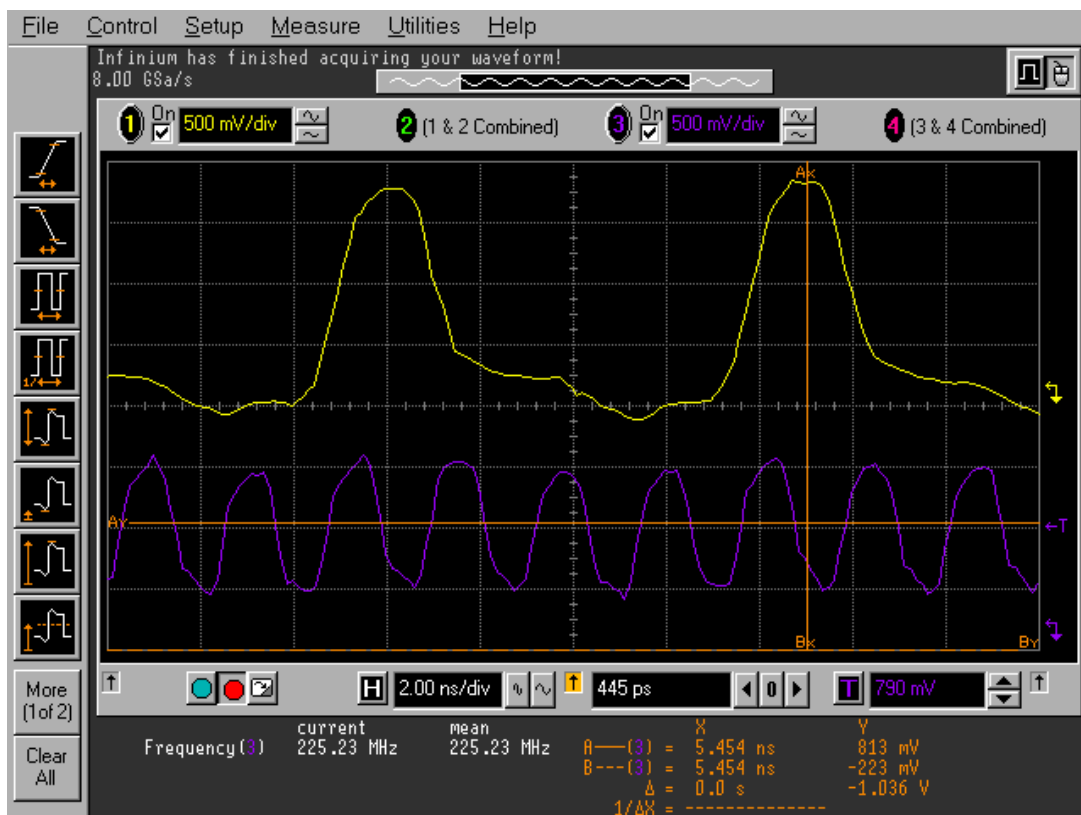 File Control Setup Measure Utilities Help
Infinium has finished acquiring your waveform!
8.00 GSa/s
1 On 500 mV/div 2 (1 & 2 Combined) 3 On 500 mV/div 4 (3 & 4 Combined)
Ax
Ay
Bx By
T
1/
More
(1of 2)
Clear
All
H 2.00 ns/div 445 ps 0 T 790 mV
current mean X Y
Frequency(3) 225.23 MHz 225.23 MHz A——(3) = 5.454 ns 813 mV
B---(3) = 5.454 ns -223 mV
Δ = 0.0 s -1.036 V
1/ΔX = --------------